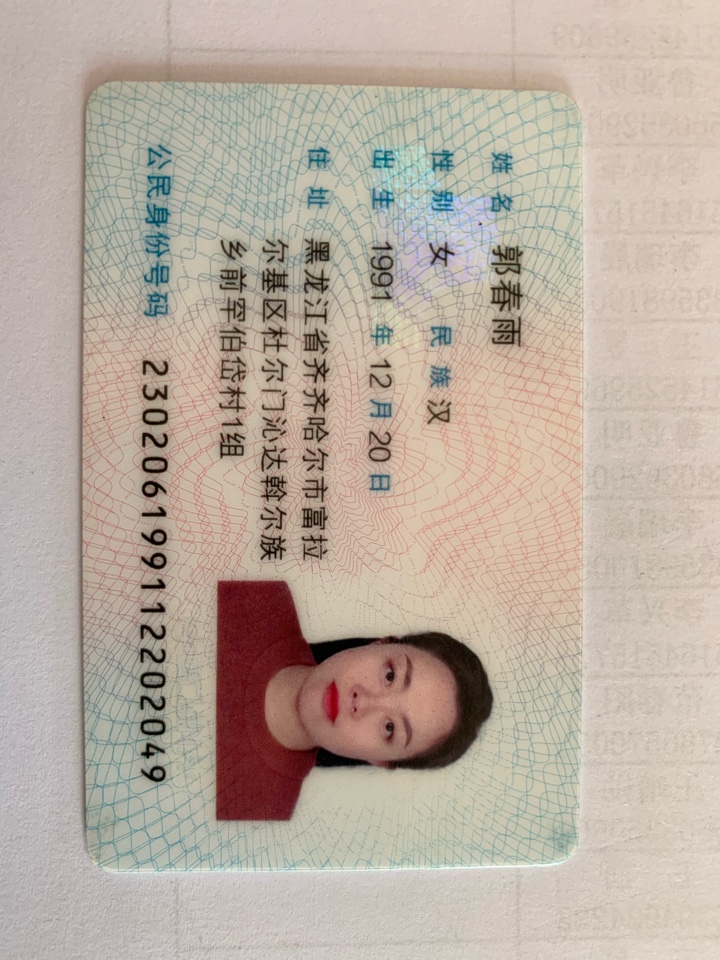 姓名 郭春雨
性别 女 民族 汉
出生 1991 年 12 月 20 日
住址 黑龙江省齐齐哈尔市富拉
尔基区杜尔门沁达斡尔族
乡前罕伯岱村1组
公民身份号码 230206199112202049